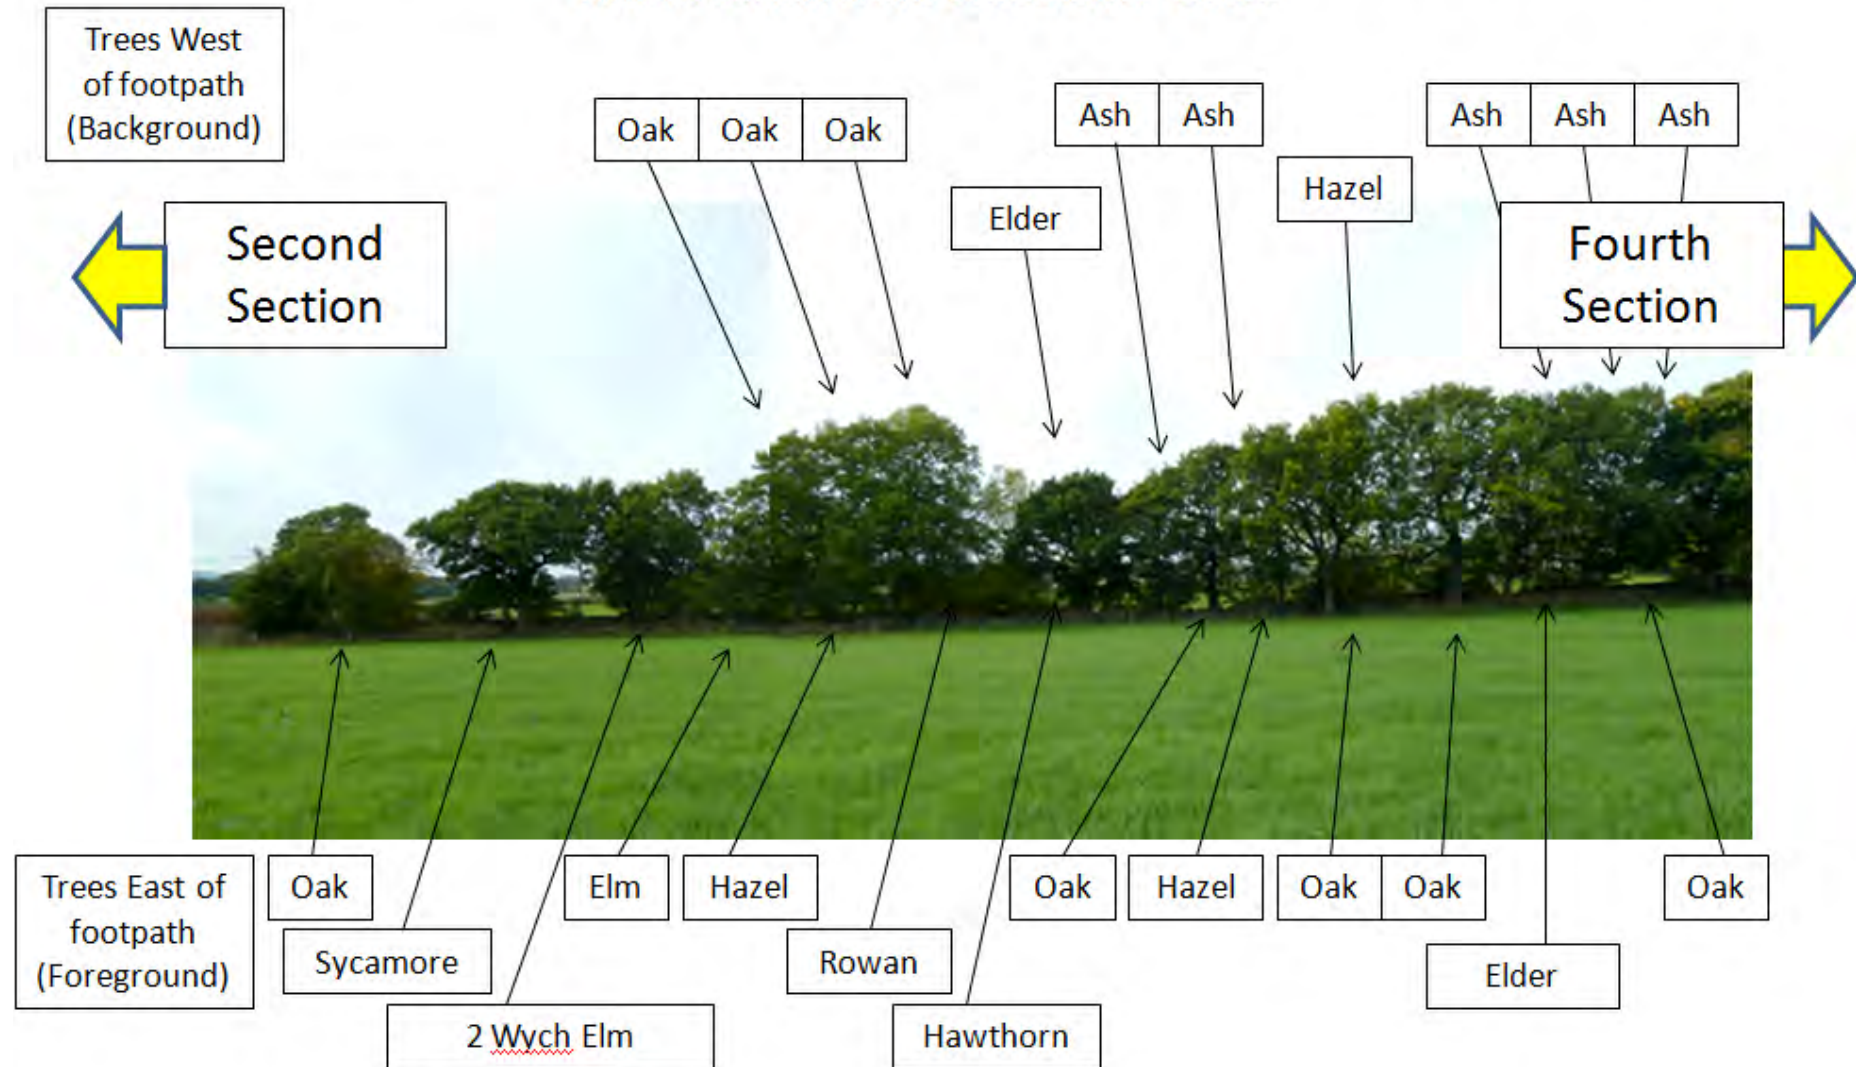 Trees West
of footpath
(Background)
Oak Oak Oak
Ash Ash
Ash Ash Ash
Hazel
Elder
Second
Section
Fourth
Section
Trees East of
footpath
(Foreground)
Oak
Elm
Hazel
Oak
Hazel
Oak Oak
Oak
Sycamore
Rowan
Elder
2 Wych Elm
Hawthorn